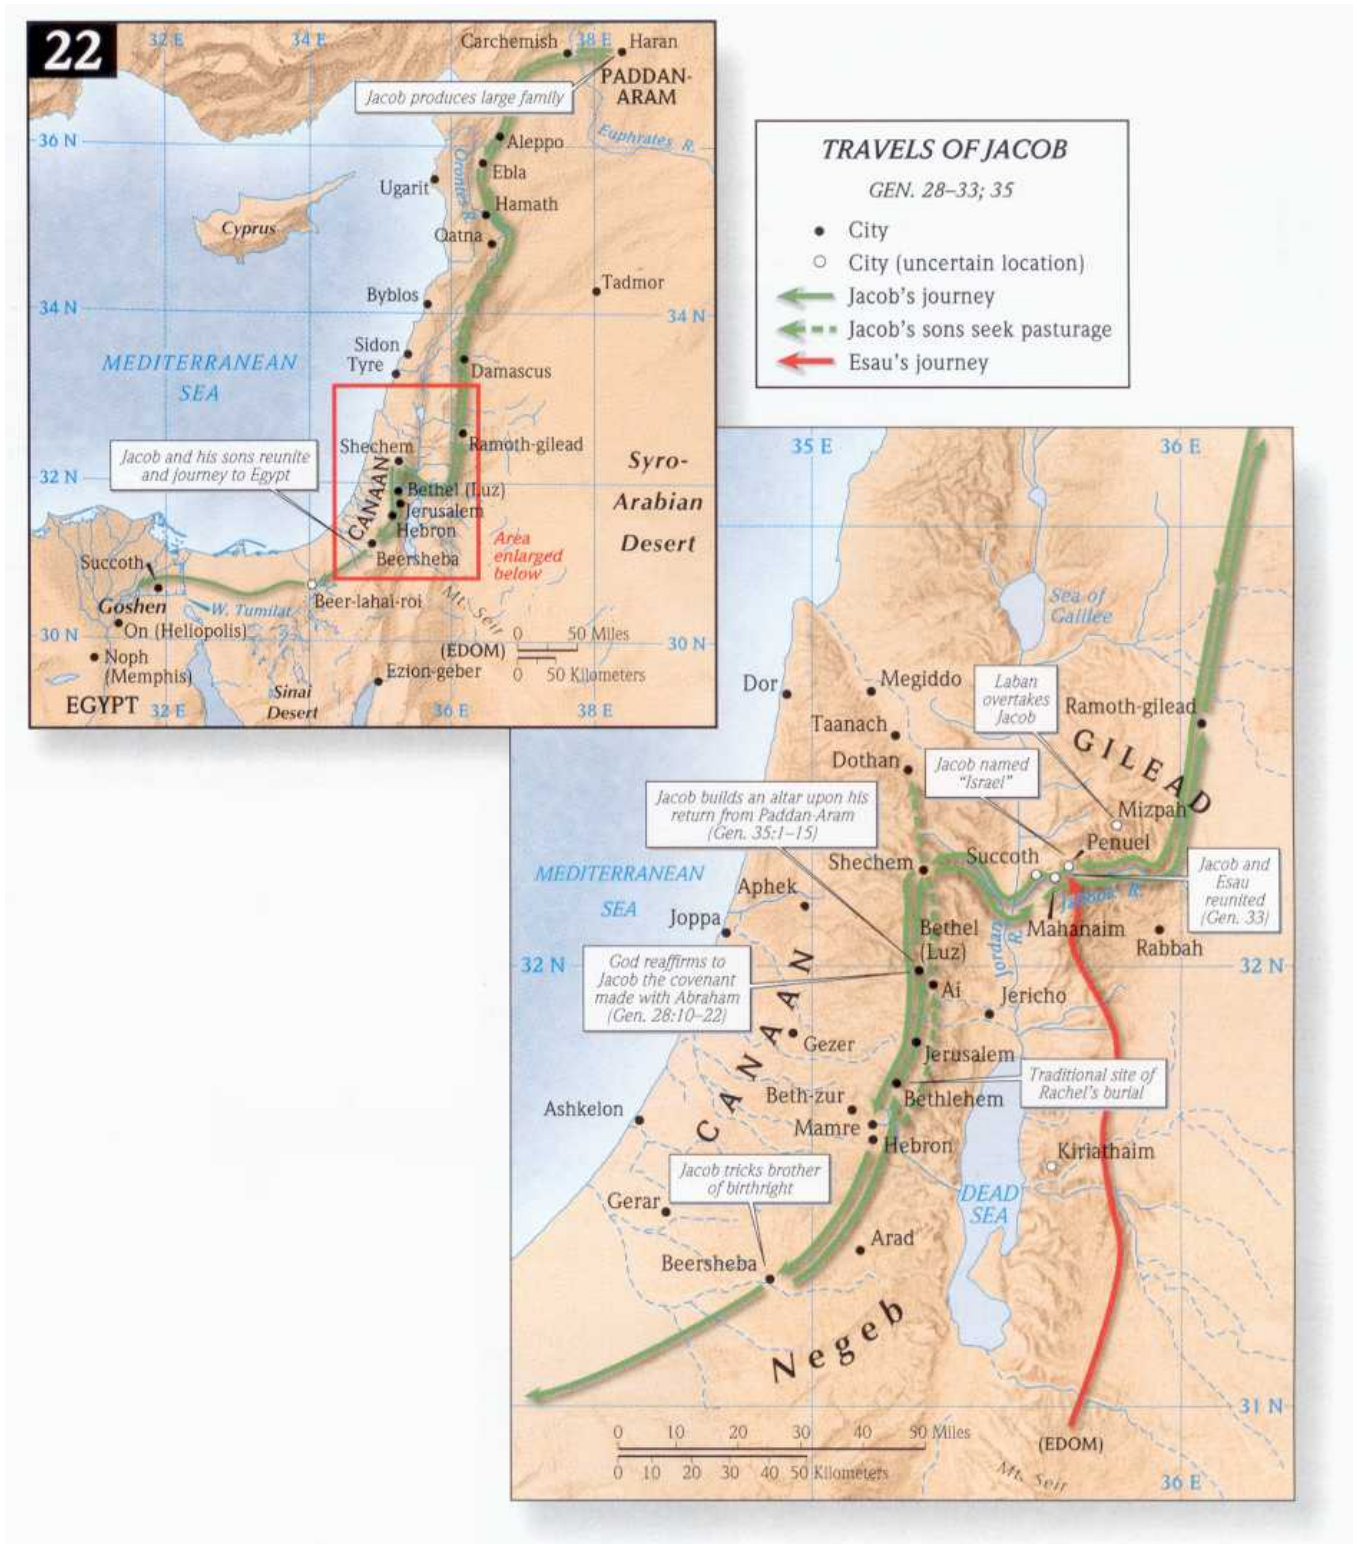 22
32 E
34 E
Carchemish
38 E
Haran
PADDAN-
ARAM
Jacob produces large family
36 N
Aleppo
Euphrates R.
Orontes R.
Ebla
Ugarit
Hamath
Cyprus
Qatna
Tadmor
Byblos
34 N
34 N
Sidon
Tyre
MEDITERRANEAN
SEA
Damascus
Shechem
Ramoth-gilead
Jacob and his sons reunite
and journey to Egypt
Syro-
Arabian
Desert
32 N
CANAAN
Bethel (Luz)
Jerusalem
Hebron
Beersheba
Area
enlarged
below
Succoth
Goshen
W. Tumilat
Beer-lahai-roi
Mt. Seir
On (Heliopolis)
30 N
(EDOM)
0 50 Miles
0 50 Kilometers
30 N
Noph
(Memphis)
Ezion-geber
Sinai
Desert
EGYPT
32 E
36 E
38 E
TRAVELS OF JACOB
GEN. 28–33; 35
City
City (uncertain location)
Jacob's journey
Jacob's sons seek pasturage
Esau's journey
35 E
36 E
Sea of
Galilee
Dor
Megiddo
Laban
overtakes
Jacob
Ramoth-gilead
Taanach
GILEAD
Dothan
Jacob named
"Israel"
Jacob builds an altar upon his
return from Paddan-Aram
(Gen. 35:1–15)
Mizpah
Penuel
Shechem
Succoth
Jacob and
Esau
reunited
(Gen. 33)
MEDITERRANEAN
SEA
Aphek
Jabbok R.
Joppa
Bethel
(Luz)
Jordan R.
Mahanaim
Rabbah
32 N
God reaffirms to
Jacob the covenant
made with Abraham
(Gen. 28:10–22)
32 N
Ai
Jericho
CANAAN
Gezer
Jerusalem
Traditional site of
Rachel's burial
Beth-zur
Bethlehem
Ashkelon
Mamre
Hebron
Kiriathaim
Jacob tricks brother
of birthright
DEAD
SEA
Gerar
Arad
Beersheba
Negeb
31 N
0 10 20 30 40 50 Miles
0 10 20 30 40 50 Kilometers
(EDOM)
Mt. Seir
36 E